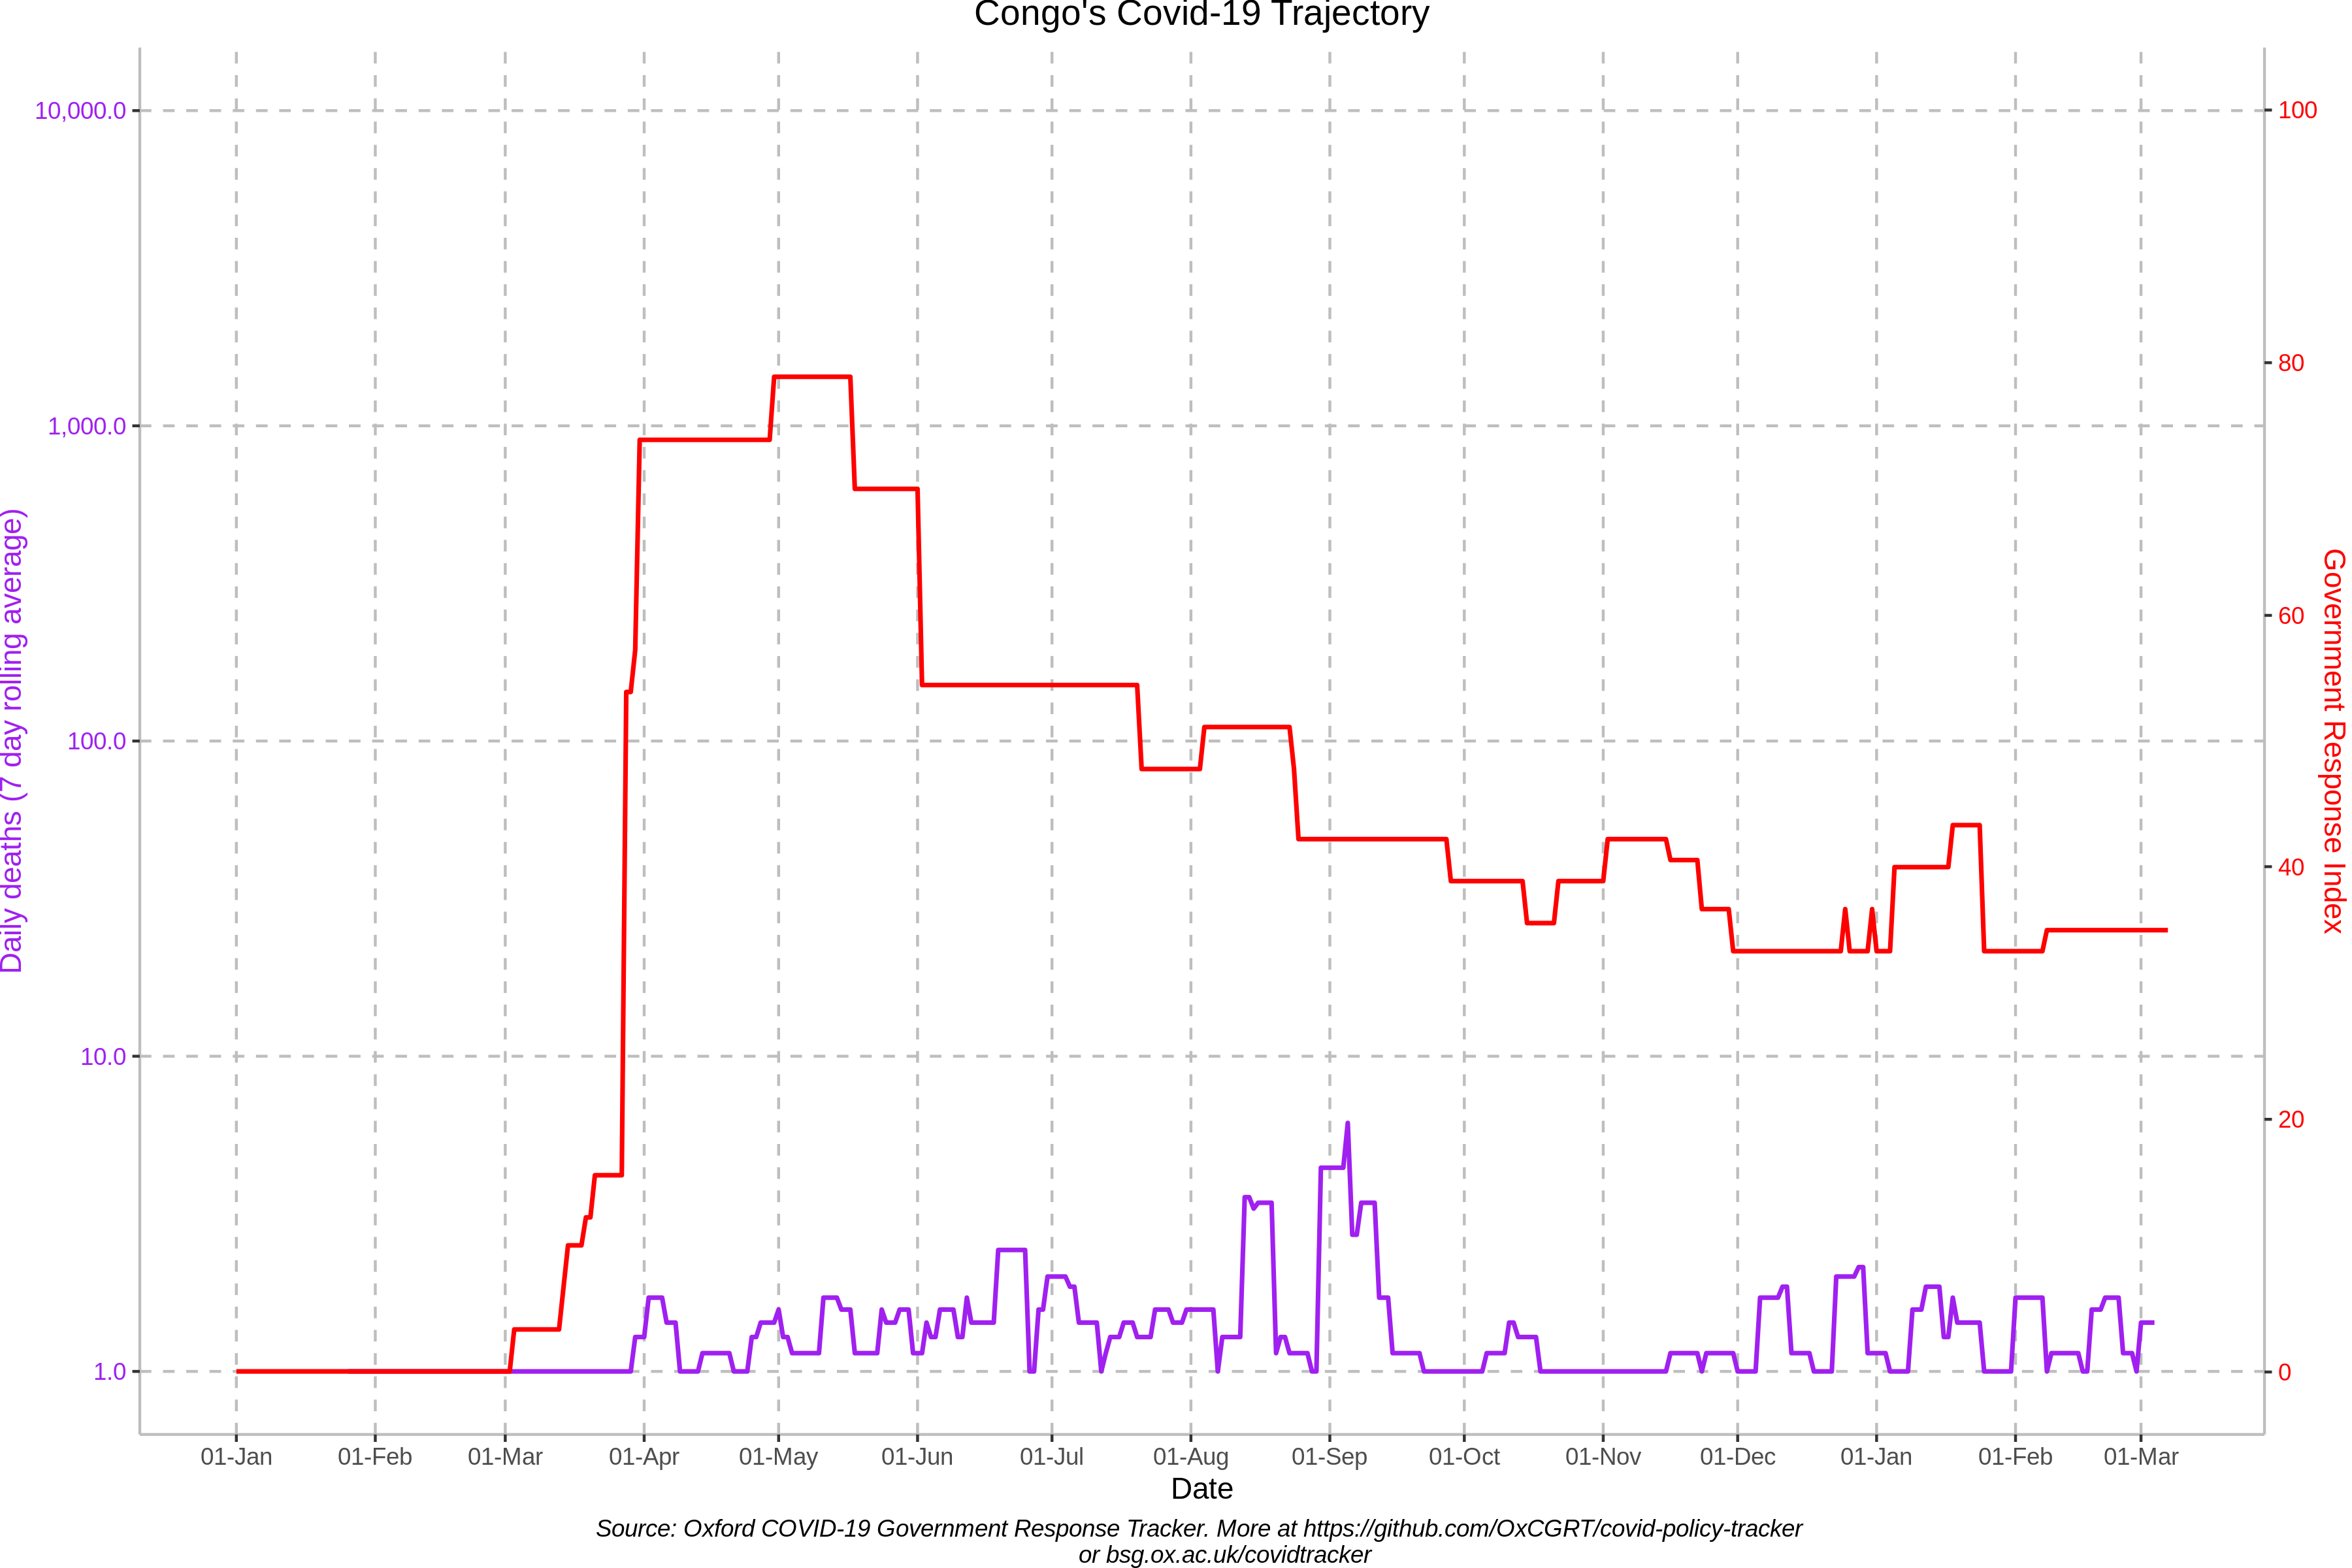 Congo's Covid-19 Trajectory
10,000.0
1,000.0
100.0
10.0
1.0
Daily deaths (7 day rolling average)
100
80
60
40
20
0
Government Response Index
01-Jan 01-Feb 01-Mar 01-Apr 01-May 01-Jun 01-Jul 01-Aug 01-Sep 01-Oct 01-Nov 01-Dec 01-Jan 01-Feb 01-Mar
Date
Source: Oxford COVID-19 Government Response Tracker. More at https://github.com/OxCGRT/covid-policy-tracker
or bsg.ox.ac.uk/covidtracker